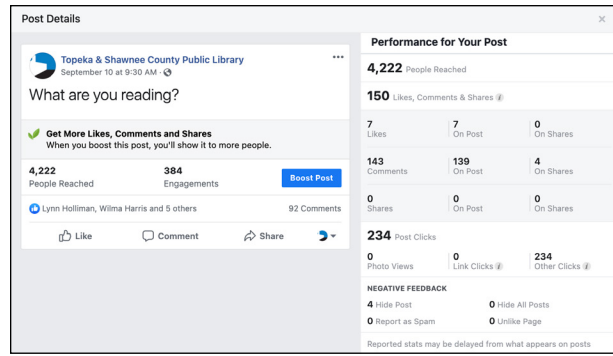 Post Details
×
Topeka & Shawnee County Public Library
September 10 at 9:30 AM ·
What are you reading?
Get More Likes, Comments and Shares
When you boost this post, you'll show it to more people.
4,222 384
People Reached Engagements
Boost Post
Lynn Holliman, Wilma Harris and 5 others 92 Comments
Like Comment Share
Performance for Your Post
4,222 People Reached
150 Likes, Comments & Shares
7 7 0
Likes On Post On Shares
143 139 4
Comments On Post On Shares
0 0 0
Shares On Post On Shares
234 Post Clicks
0 0 234
Photo Views Link Clicks Other Clicks
NEGATIVE FEEDBACK
4 Hide Post 0 Hide All Posts
0 Report as Spam 0 Unlike Page
Reported stats may be delayed from what appears on posts